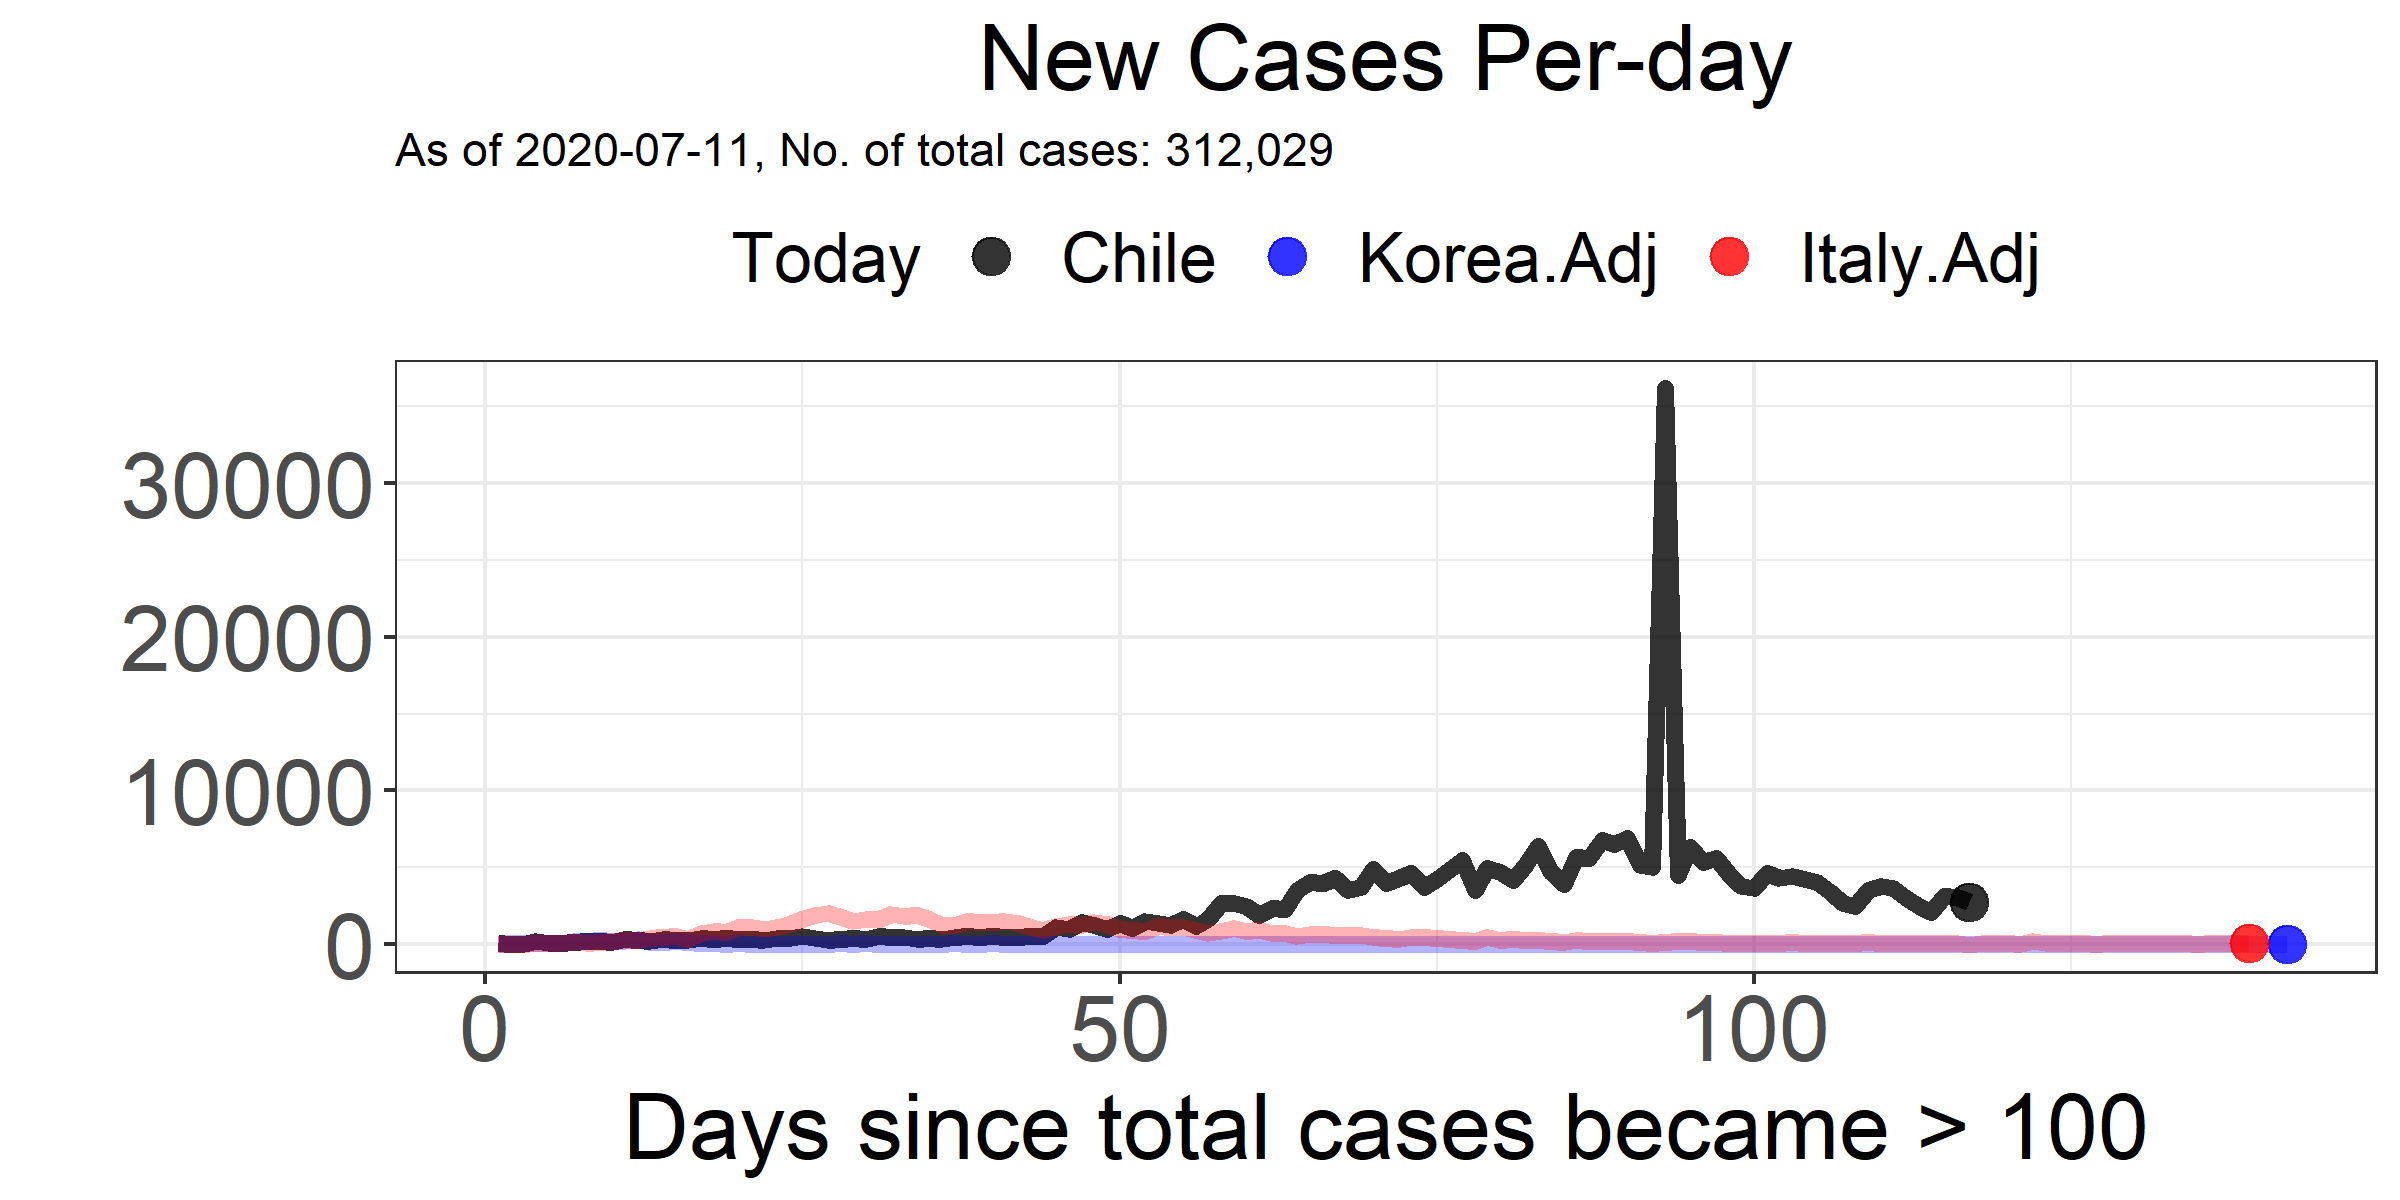 New Cases Per-day
As of 2020-07-11, No. of total cases: 312,029
Today Chile Korea.Adj Italy.Adj
30000
20000
10000
0
0 50 100
Days since total cases became > 100